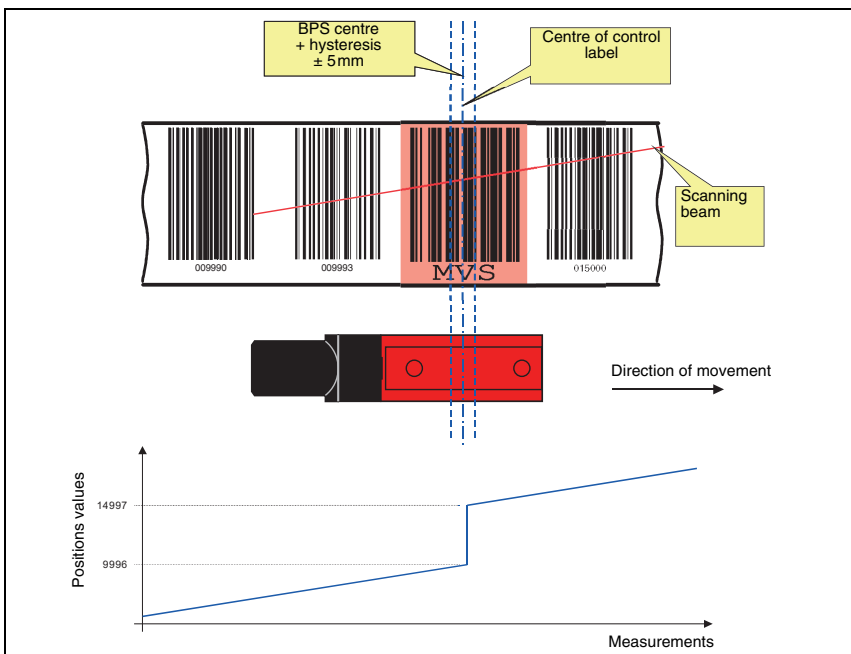 BPS centre
+ hysteresis
± 5mm
Centre of control
label
Scanning
beam
009990
009993
MVS
015000
Direction of movement
Positions values
14997
9996
Measurements